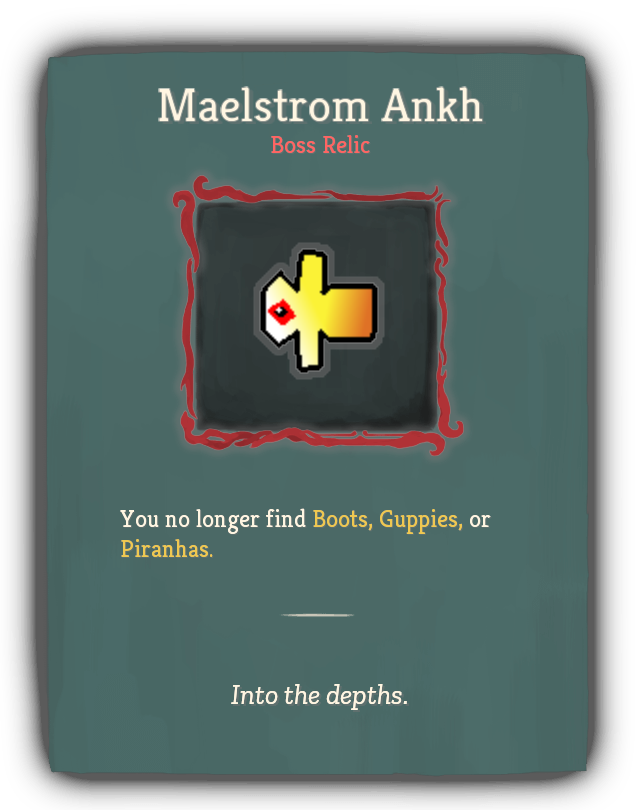 Maelstrom Ankh
Boss Relic
You no longer find Boots, Guppies, or
Piranhas.
Into the depths.